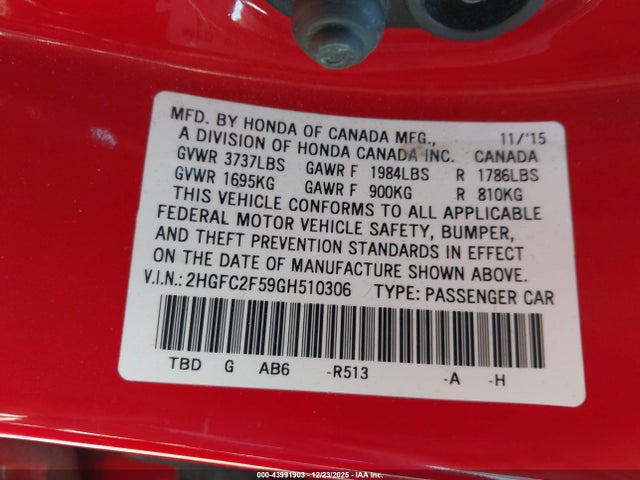 MFD. BY HONDA OF CANADA MFG., 11/'15
A DIVISION OF HONDA CANADA INC. CANADA
GVWR 3737LBS GAWR F 1984LBS R 1786LBS
GVWR 1695KG GAWR F 900KG R 810KG
THIS VEHICLE CONFORMS TO ALL APPLICABLE
FEDERAL MOTOR VEHICLE SAFETY, BUMPER,
AND THEFT PREVENTION STANDARDS IN EFFECT
ON THE DATE OF MANUFACTURE SHOWN ABOVE.
V.I.N.: 2HGFC2F59GH510306 TYPE: PASSENGER CAR
TBD G AB6 -R513 -A -H
000-43991903 - 12/23/2025 - IAA Inc.